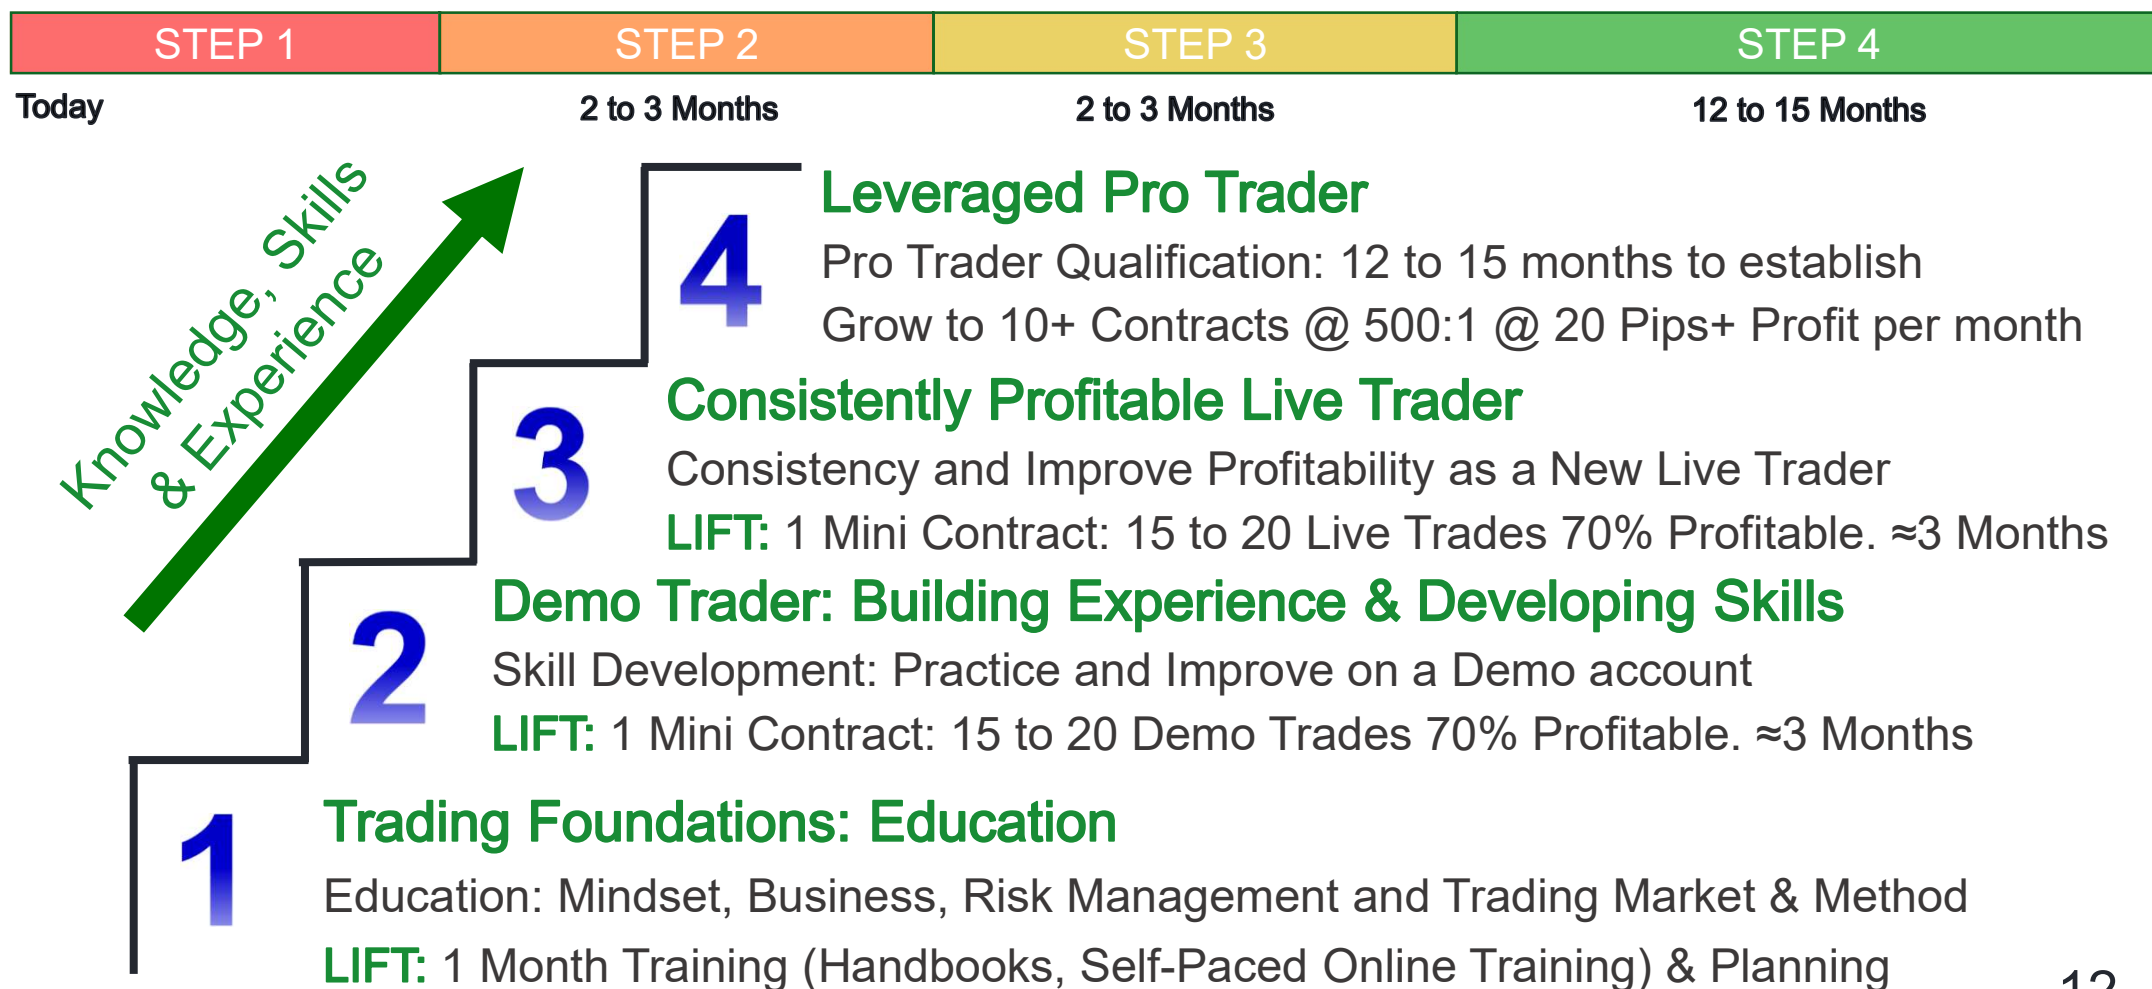 STEP 1
STEP 2
STEP 3
STEP 4
Today
2 to 3 Months
2 to 3 Months
12 to 15 Months
Knowledge, Skills
& Experience
4
Leveraged Pro Trader
Pro Trader Qualification: 12 to 15 months to establish
Grow to 10+ Contracts @ 500:1 @ 20 Pips+ Profit per month
3
Consistently Profitable Live Trader
Consistency and Improve Profitability as a New Live Trader
LIFT: 1 Mini Contract: 15 to 20 Live Trades 70% Profitable. ≈3 Months
2
Demo Trader: Building Experience & Developing Skills
Skill Development: Practice and Improve on a Demo account
LIFT: 1 Mini Contract: 15 to 20 Demo Trades 70% Profitable. ≈3 Months
1
Trading Foundations: Education
Education: Mindset, Business, Risk Management and Trading Market & Method
LIFT: 1 Month Training (Handbooks, Self-Paced Online Training) & Planning
12